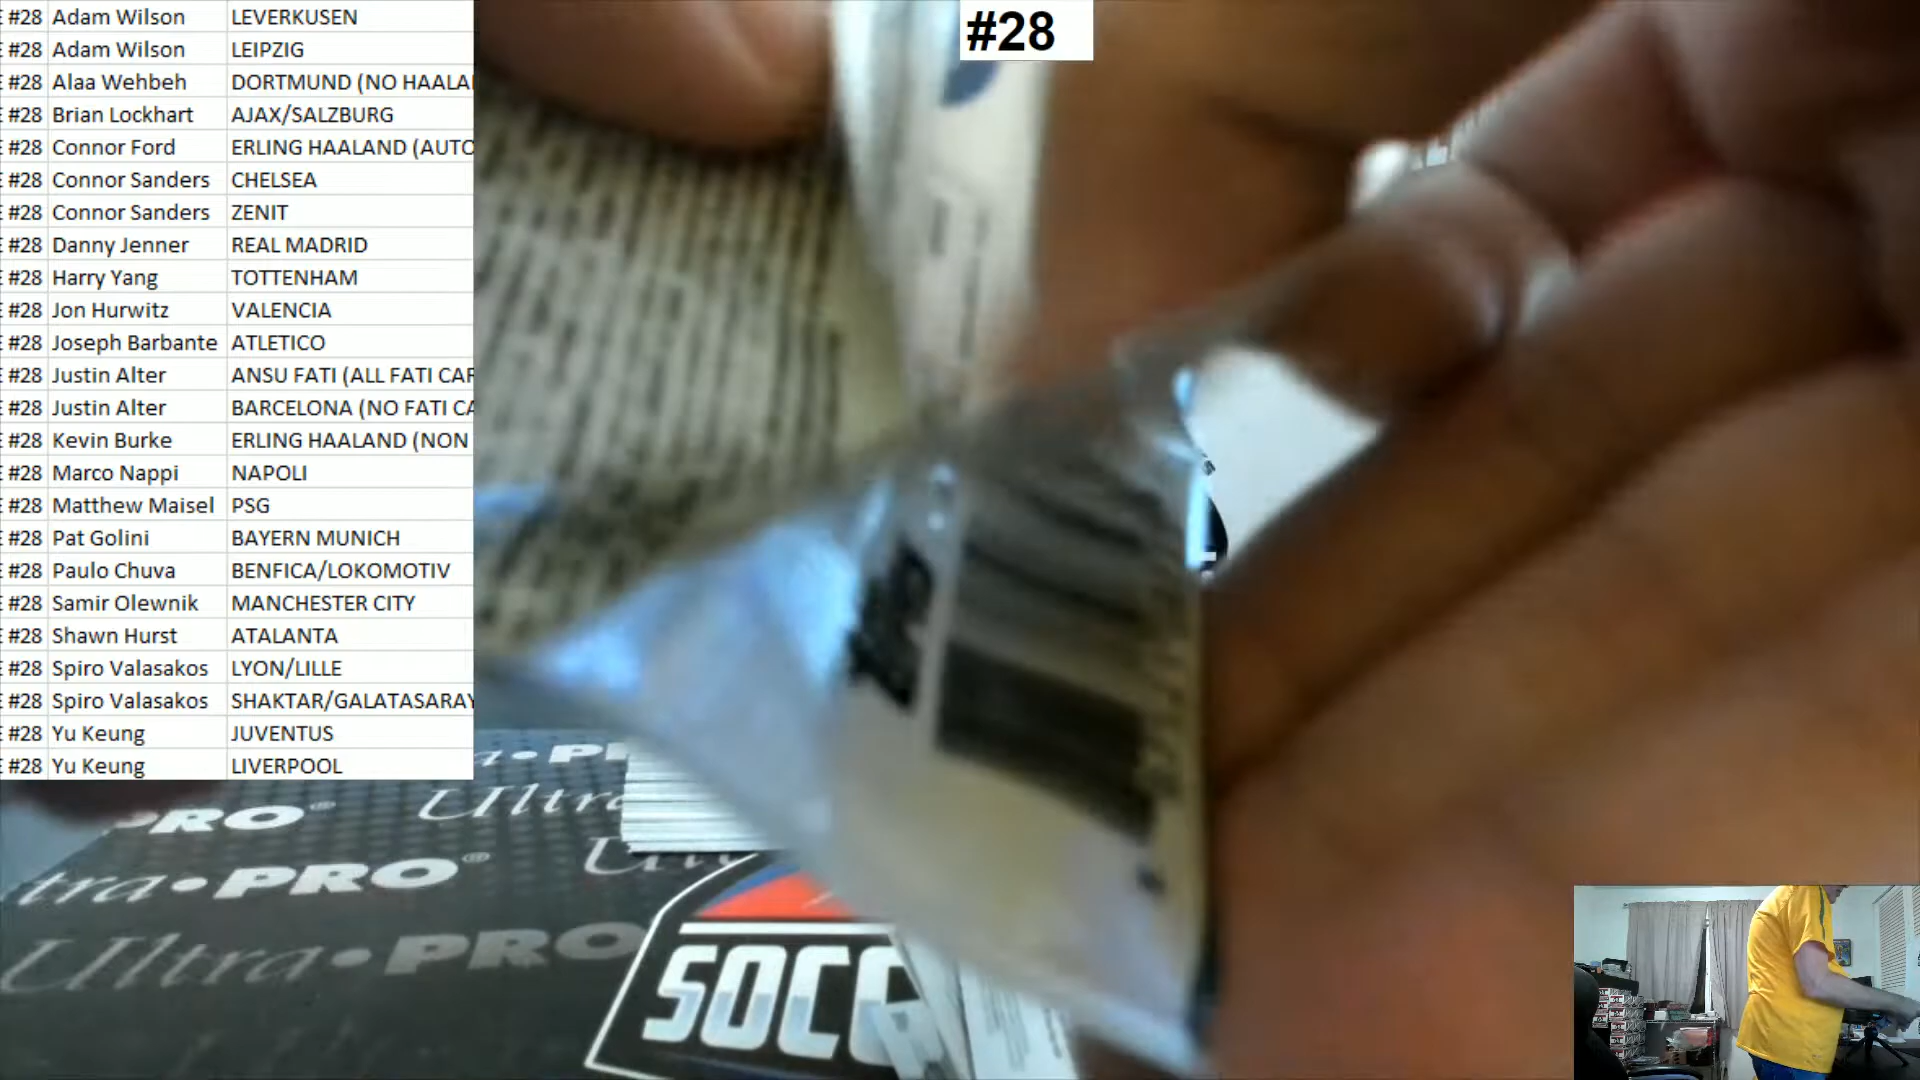 #28
E #28 Adam Wilson LEVERKUSEN
E #28 Adam Wilson LEIPZIG
E #28 Alaa Wehbeh DORTMUND (NO HAALA
E #28 Brian Lockhart AJAX/SALZBURG
E #28 Connor Ford ERLING HAALAND (AUTO
E #28 Connor Sanders CHELSEA
E #28 Connor Sanders ZENIT
E #28 Danny Jenner REAL MADRID
E #28 Harry Yang TOTTENHAM
E #28 Jon Hurwitz VALENCIA
E #28 Joseph Barbante ATLETICO
E #28 Justin Alter ANSU FATI (ALL FATI CAR
E #28 Justin Alter BARCELONA (NO FATI CA
E #28 Kevin Burke ERLING HAALAND (NON
E #28 Marco Nappi NAPOLI
E #28 Matthew Maisel PSG
E #28 Pat Golini BAYERN MUNICH
E #28 Paulo Chuva BENFICA/LOKOMOTIV
E #28 Samir Olewnik MANCHESTER CITY
E #28 Shawn Hurst ATALANTA
E #28 Spiro Valasakos LYON/LILLE
E #28 Spiro Valasakos SHAKTAR/GALATASARAY
E #28 Yu Keung JUVENTUS
E #28 Yu Keung LIVERPOOL
a•P
PRO® Ultra
tra•PRO® Ul
Ultra•PRO
SOCC